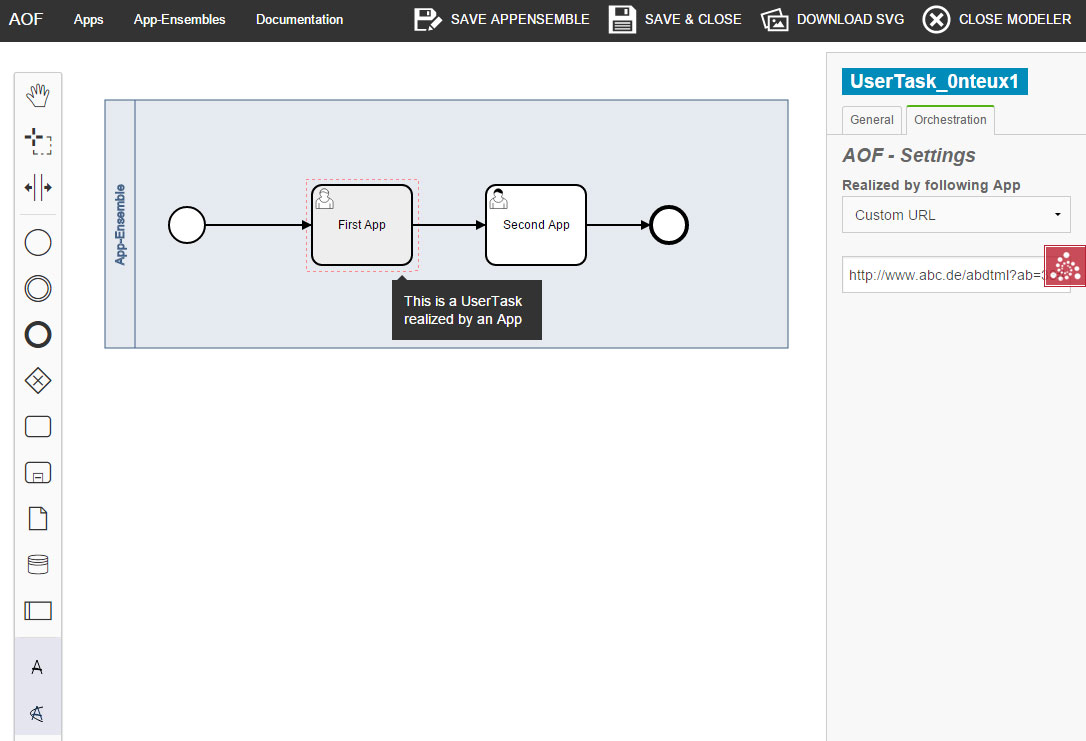 AOF Apps App-Ensembles Documentation SAVE APPENSEMBLE SAVE & CLOSE DOWNLOAD SVG CLOSE MODELER
App-Ensemble
First App
Second App
This is a UserTask
realized by an App
UserTask_0nteux1
General Orchestration
AOF - Settings
Realized by following App
Custom URL
http://www.abc.de/abdtml?ab=